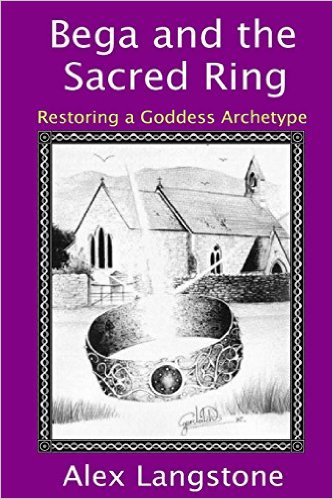 Bega and the
Sacred Ring
Restoring a Goddess Archetype
Alex Langstone